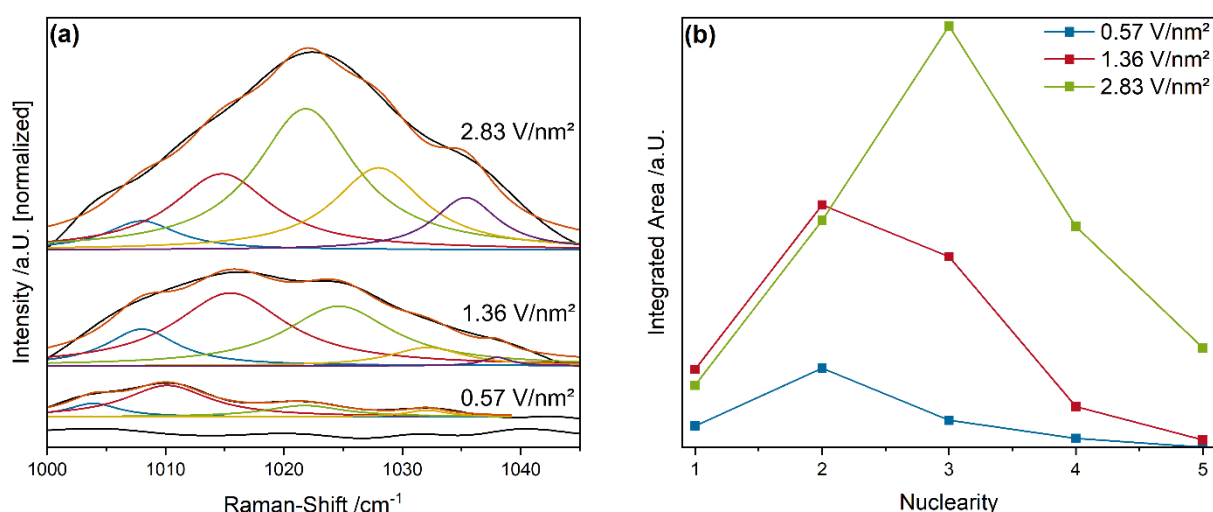 (a)
2.83 V/nm²
1.36 V/nm²
0.57 V/nm²
Intensity /a.U. [normalized]
1000 1010 1020 1030 1040
Raman-Shift /cm⁻¹
(b)
0.57 V/nm²
1.36 V/nm²
2.83 V/nm²
Integrated Area /a.U.
1 2 3 4 5
Nuclearity